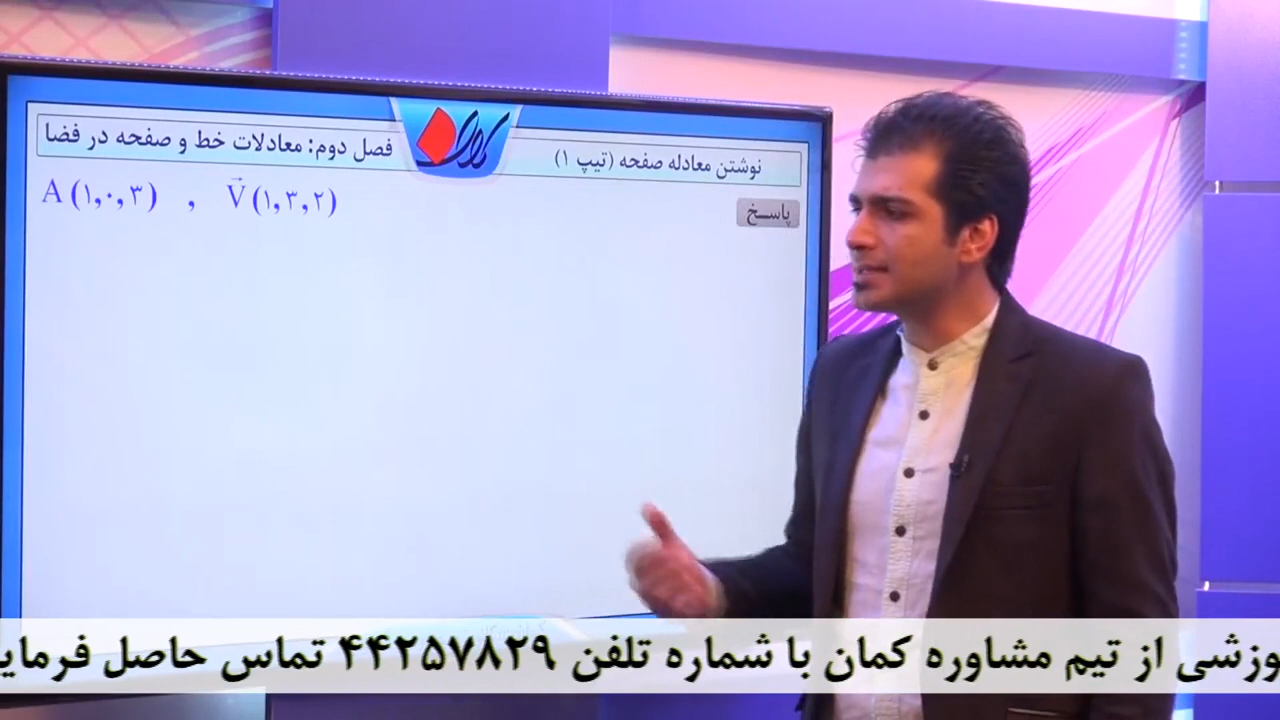 فصل دوم: معادلات خط و صفحه در فضا
کمان
نوشتن معادله صفحه (تیپ ۱)
A (۱,۰,۳) , V⃗ (۱,۳,۲)
پاسخ
وزشی از تیم مشاوره کمان با شماره تلفن ۴۴۲۵۷۸۲۹ تماس حاصل فرمای